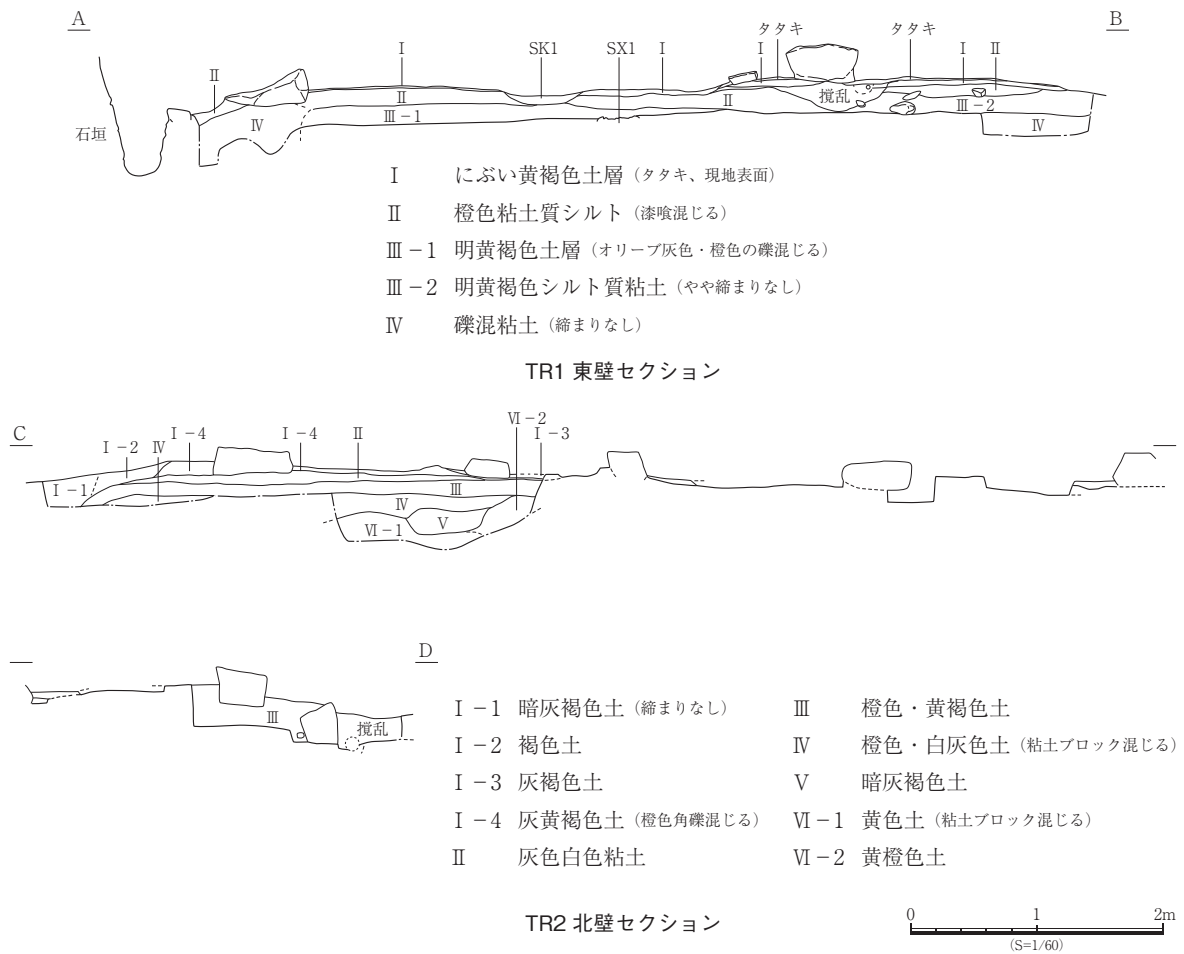 A B
タタキ タタキ
Ⅱ Ⅰ SK1 SX1 Ⅰ Ⅰ Ⅰ Ⅱ
石垣 Ⅳ Ⅱ Ⅲ-1 Ⅱ 撹乱 Ⅲ-2 Ⅳ
Ⅰ にぶい黄褐色土層（タタキ、現地表面）
Ⅱ 橙色粘土質シルト（漆喰混じる）
Ⅲ-1 明黄褐色土層（オリーブ灰色・橙色の礫混じる）
Ⅲ-2 明黄褐色シルト質粘土（やや締まりなし）
Ⅳ 礫混粘土（締まりなし）
TR1 東壁セクション
C
Ⅵ-2
Ⅰ-2 Ⅳ Ⅰ-4 Ⅰ-4 Ⅱ Ⅰ-3
Ⅰ-1 Ⅲ
Ⅳ
Ⅵ-1 Ⅴ
D
Ⅲ 撹乱
Ⅰ-1 暗灰褐色土（締まりなし）
Ⅰ-2 褐色土
Ⅰ-3 灰褐色土
Ⅰ-4 灰黄褐色土（橙色角礫混じる）
Ⅱ 灰色白色粘土
Ⅲ 橙色・黄褐色土
Ⅳ 橙色・白灰色土（粘土ブロック混じる）
Ⅴ 暗灰褐色土
Ⅵ-1 黄色土（粘土ブロック混じる）
Ⅵ-2 黄橙色土
TR2 北壁セクション
0 1 2m
(S=1/60)